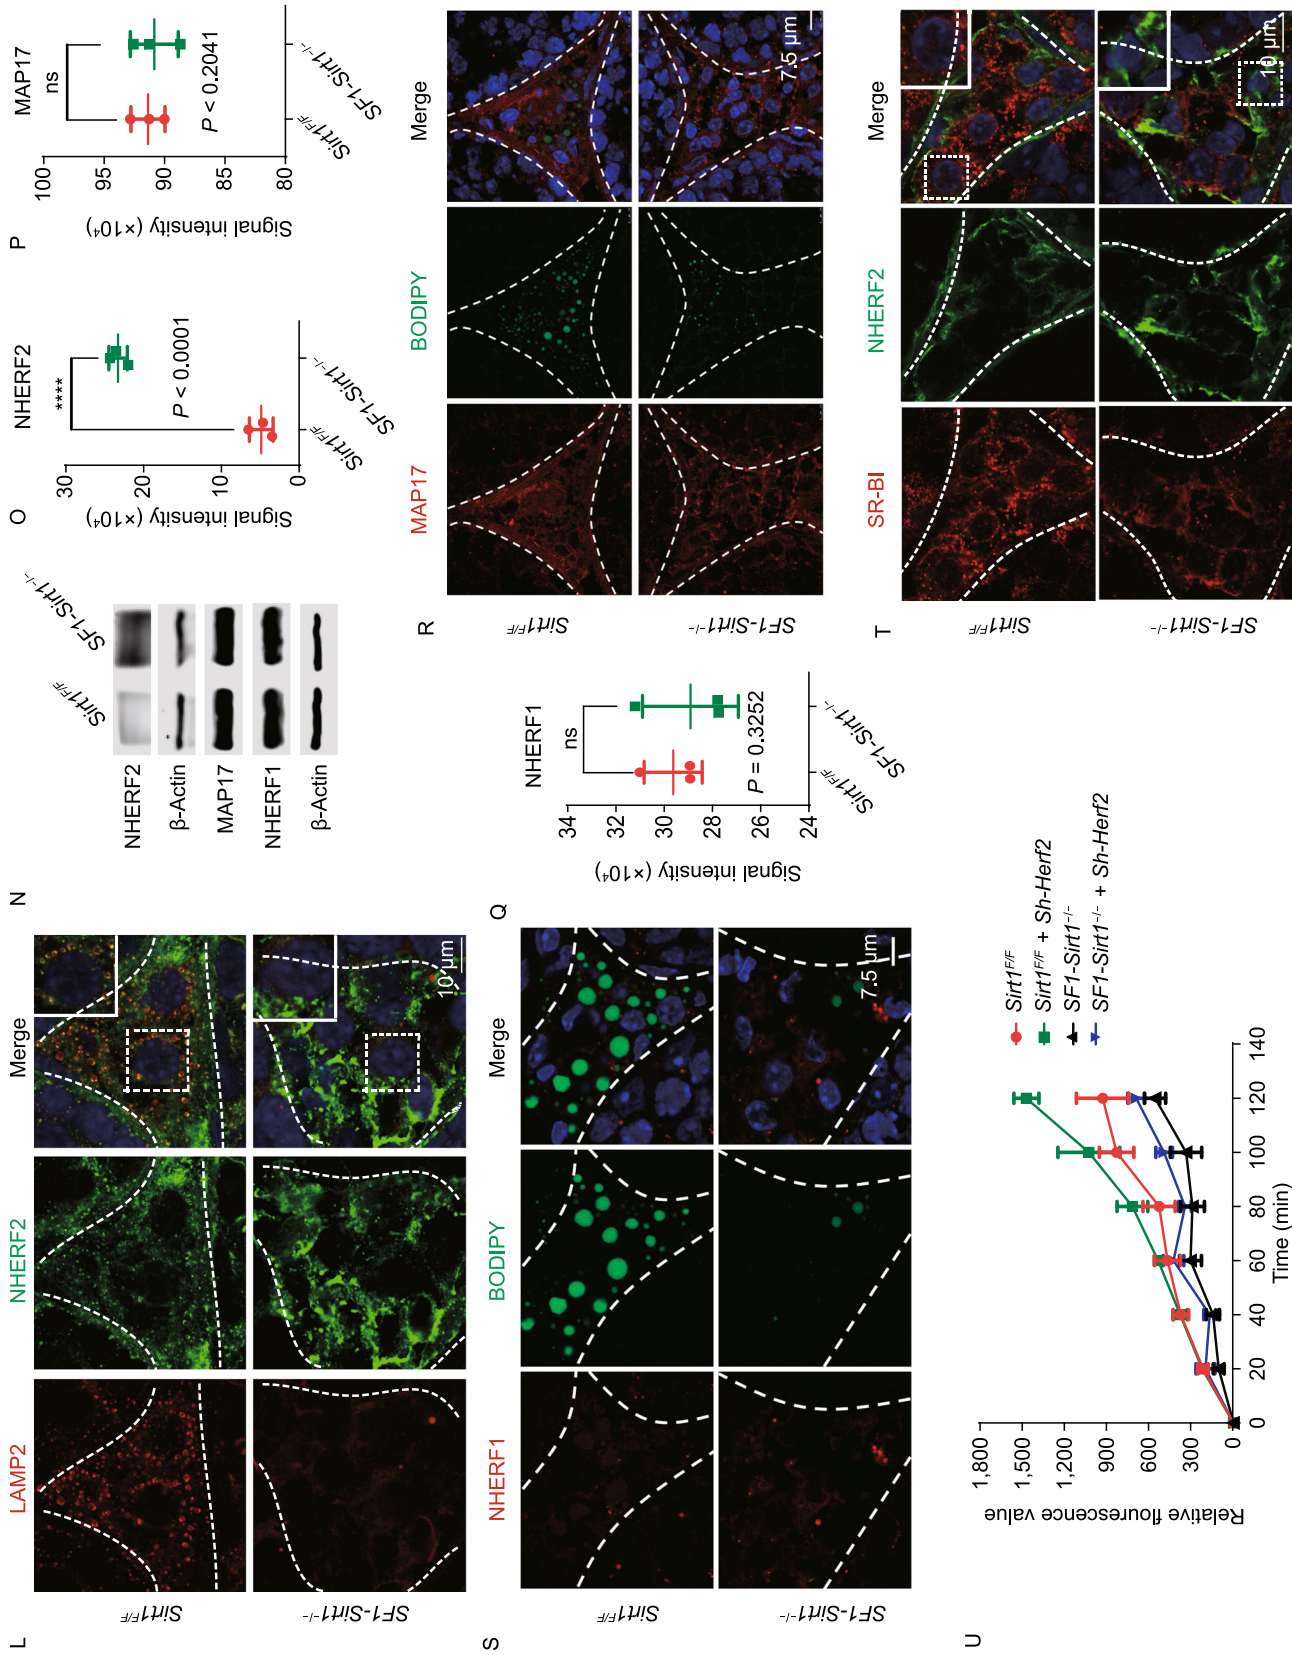 L
LAMP2
NHERF2
Merge
Sirt1F/F
SF1-Sirt1−/−
10 μm
N
Sirt1F/F
SF1-Sirt1−/−
NHERF2
β-Actin
MAP17
NHERF1
β-Actin
O
NHERF2
****
P < 0.0001
Signal intensity (×10⁴)
30
20
10
0
Sirt1F/F
SF1-Sirt1−/−
P
MAP17
ns
P < 0.2041
Signal intensity (×10⁴)
100
95
90
85
80
Sirt1F/F
SF1-Sirt1−/−
S
NHERF1
BODIPY
Merge
Sirt1F/F
SF1-Sirt1−/−
7.5 μm
Q
NHERF1
ns
P = 0.3252
Signal intensity (×10⁴)
34
32
30
28
26
24
Sirt1F/F
SF1-Sirt1−/−
R
MAP17
BODIPY
Merge
Sirt1F/F
SF1-Sirt1−/−
7.5 μm
U
Relative flourescence value
1,800
1,500
1,200
900
600
300
0
0 20 40 60 80 100 120 140
Time (min)
Sirt1F/F
Sirt1F/F + Sh-Herf2
SF1-Sirt1−/−
SF1-Sirt1−/− + Sh-Herf2
T
SR-BI
NHERF2
Merge
Sirt1F/F
SF1-Sirt1−/−
10 μm